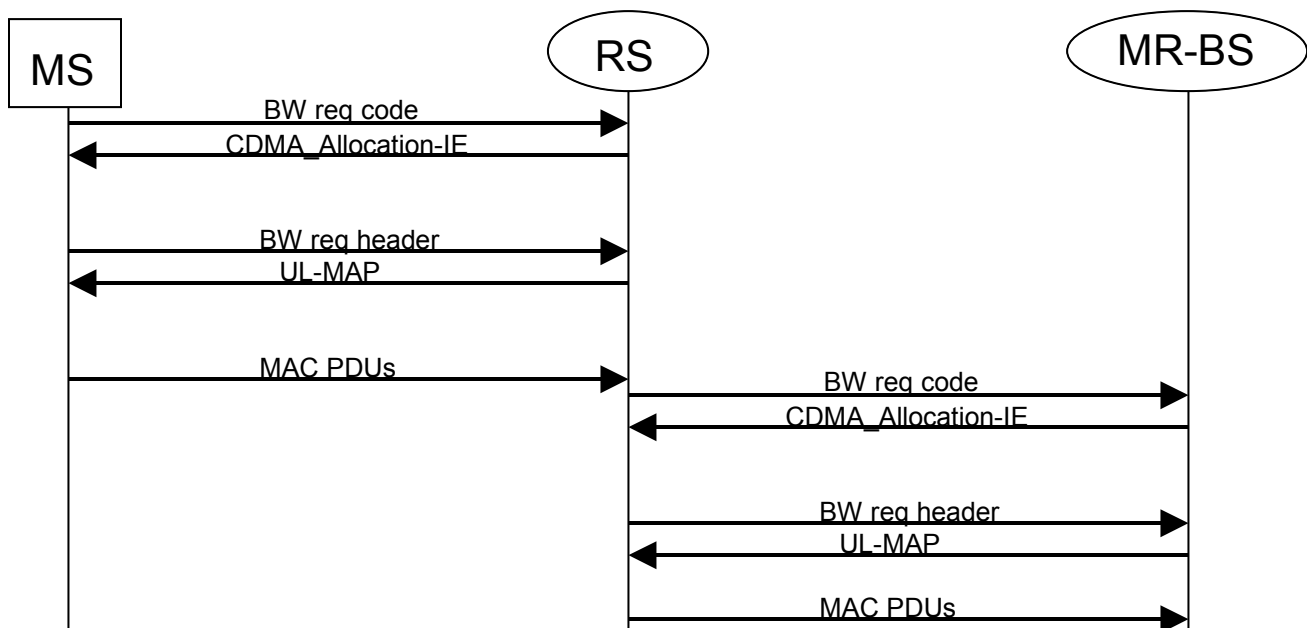 MS
RS
MR-BS
BW req code
CDMA_Allocation-IE
BW req header
UL-MAP
MAC PDUs
BW req code
CDMA_Allocation-IE
BW req header
UL-MAP
MAC PDUs